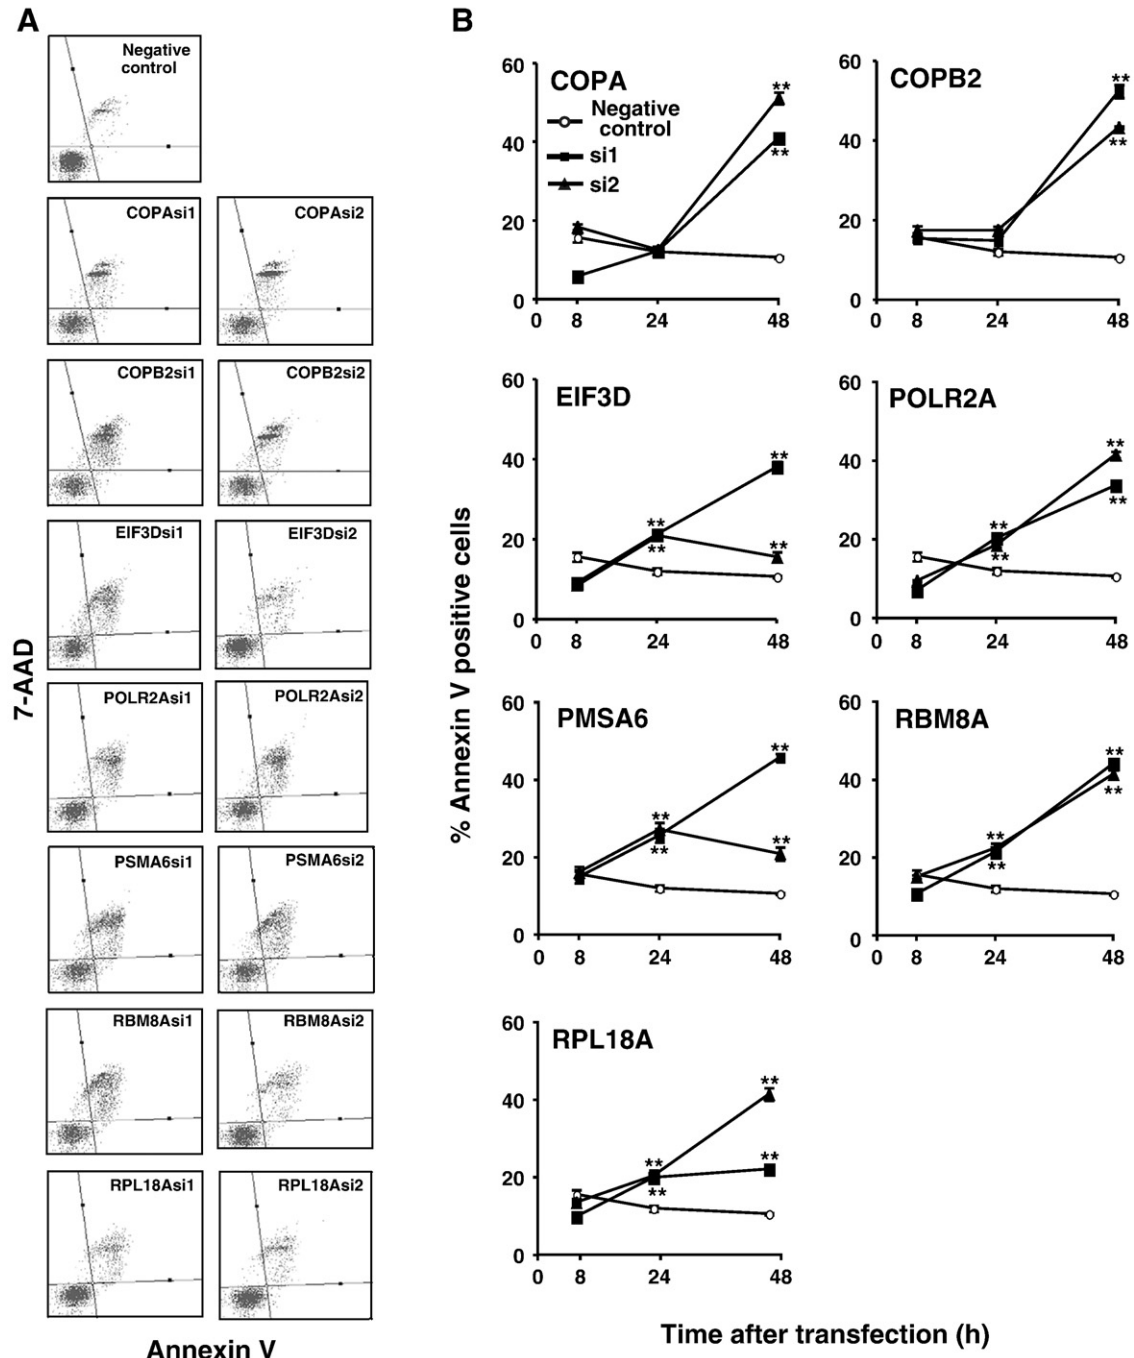 A
Negative
control
COPAsi1
COPAsi2
COPB2si1
COPB2si2
EIF3Dsi1
EIF3Dsi2
POLR2Asi1
POLR2Asi2
PSMA6si1
PSMA6si2
RBM8Asi1
RBM8Asi2
RPL18Asi1
RPL18Asi2
7-AAD
Annexin V
B
% Annexin V positive cells
COPA
Negative
control
si1
si2
60
40
20
0
0 8 24 48
**
**
COPB2
60
40
20
0
0 8 24 48
**
**
EIF3D
60
40
20
0
0 8 24 48
**
**
**
**
POLR2A
60
40
20
0
0 8 24 48
**
**
**
**
PMSA6
60
40
20
0
0 8 24 48
**
**
**
**
RBM8A
60
40
20
0
0 8 24 48
**
**
**
**
RPL18A
60
40
20
0
0 8 24 48
**
**
**
**
Time after transfection (h)